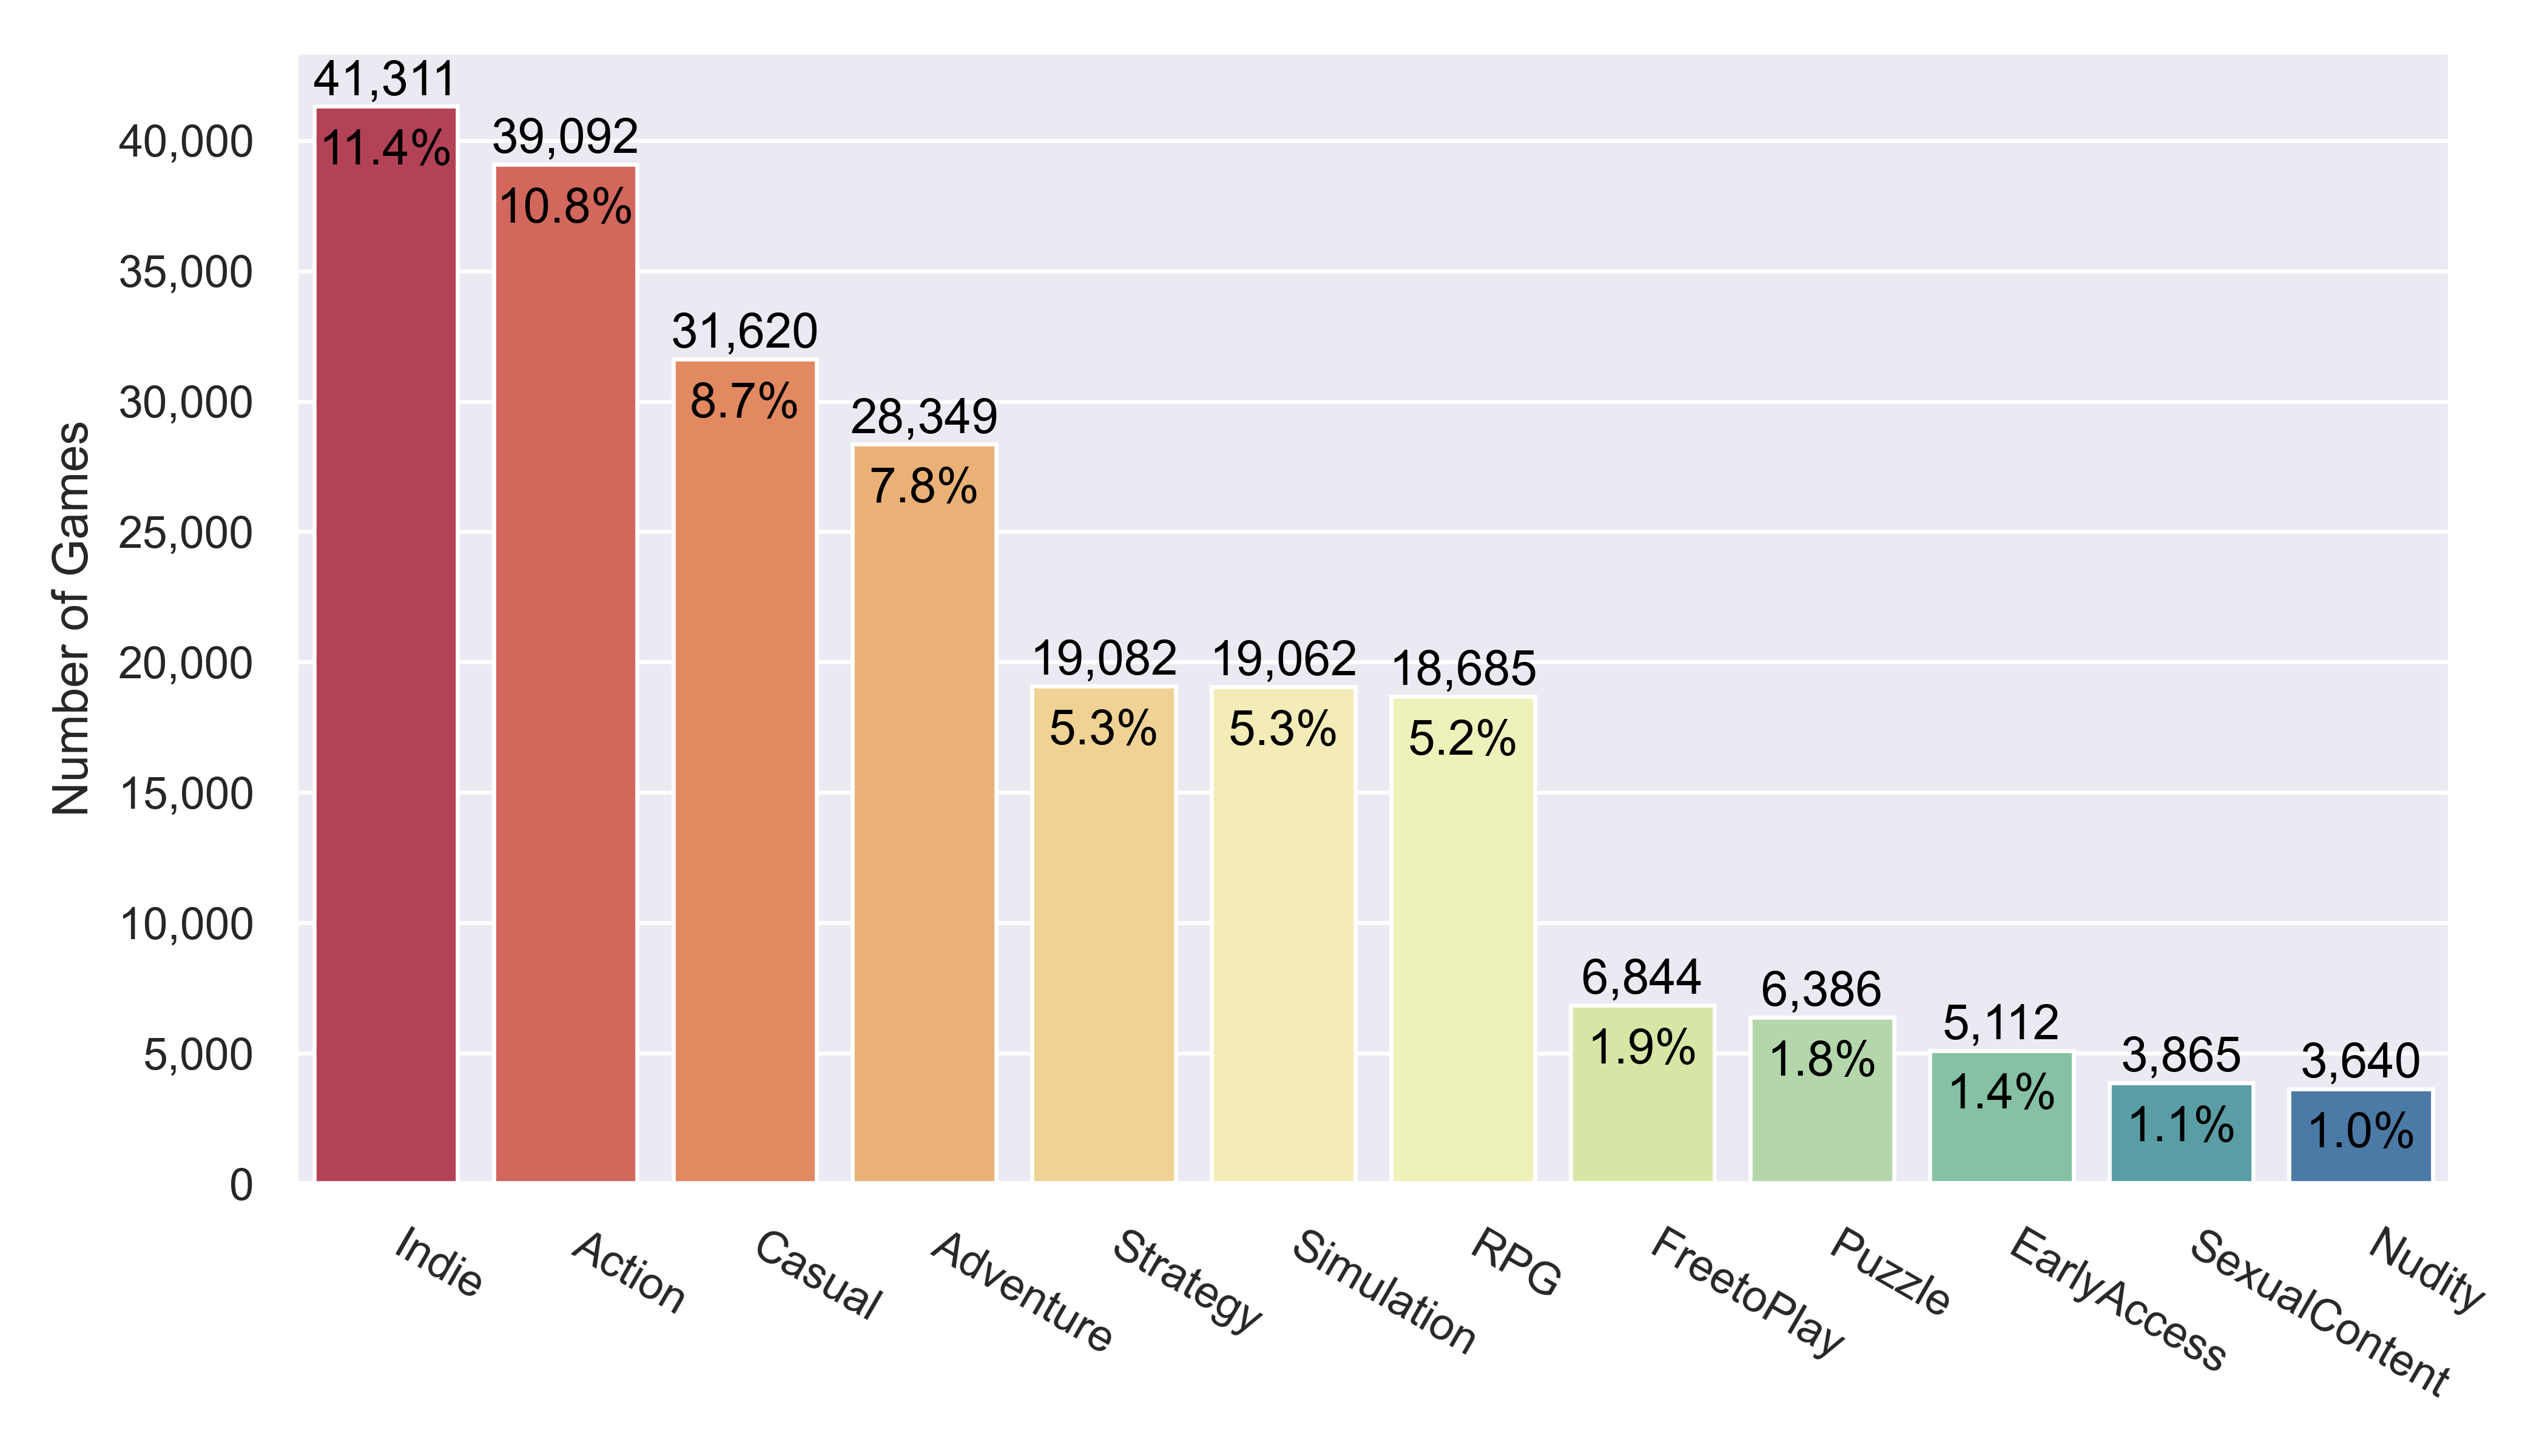 Number of Games
40,000
35,000
30,000
25,000
20,000
15,000
10,000
5,000
0
41,311
11.4%
39,092
10.8%
31,620
8.7%
28,349
7.8%
19,082
5.3%
19,062
5.3%
18,685
5.2%
6,844
1.9%
6,386
1.8%
5,112
1.4%
3,865
1.1%
3,640
1.0%
Indie
Action
Casual
Adventure
Strategy
Simulation
RPG
FreetoPlay
Puzzle
EarlyAccess
SexualContent
Nudity